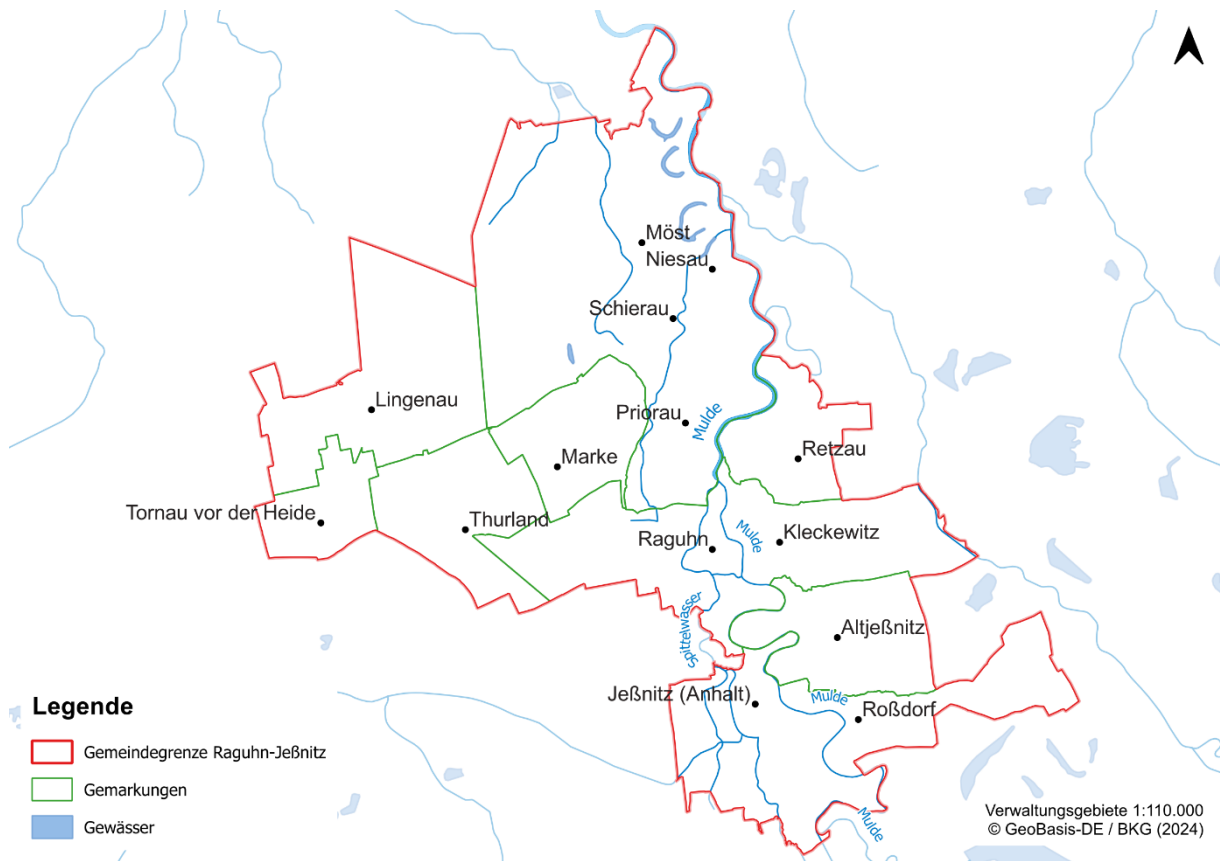 Möst
Niesau
Schierau
Lingenau
Priorau
Mulde
Marke
Retzau
Tornau vor der Heide
Thurland
Raguhn
Mulde
Kleckewitz
Spittelwasser
Altjeßnitz
Jeßnitz (Anhalt)
Mulde
Roßdorf
Mulde
Legende
Gemeindegrenze Raguhn-Jeßnitz
Gemarkungen
Gewässer
Verwaltungsgebiete 1:110.000
© GeoBasis-DE / BKG (2024)